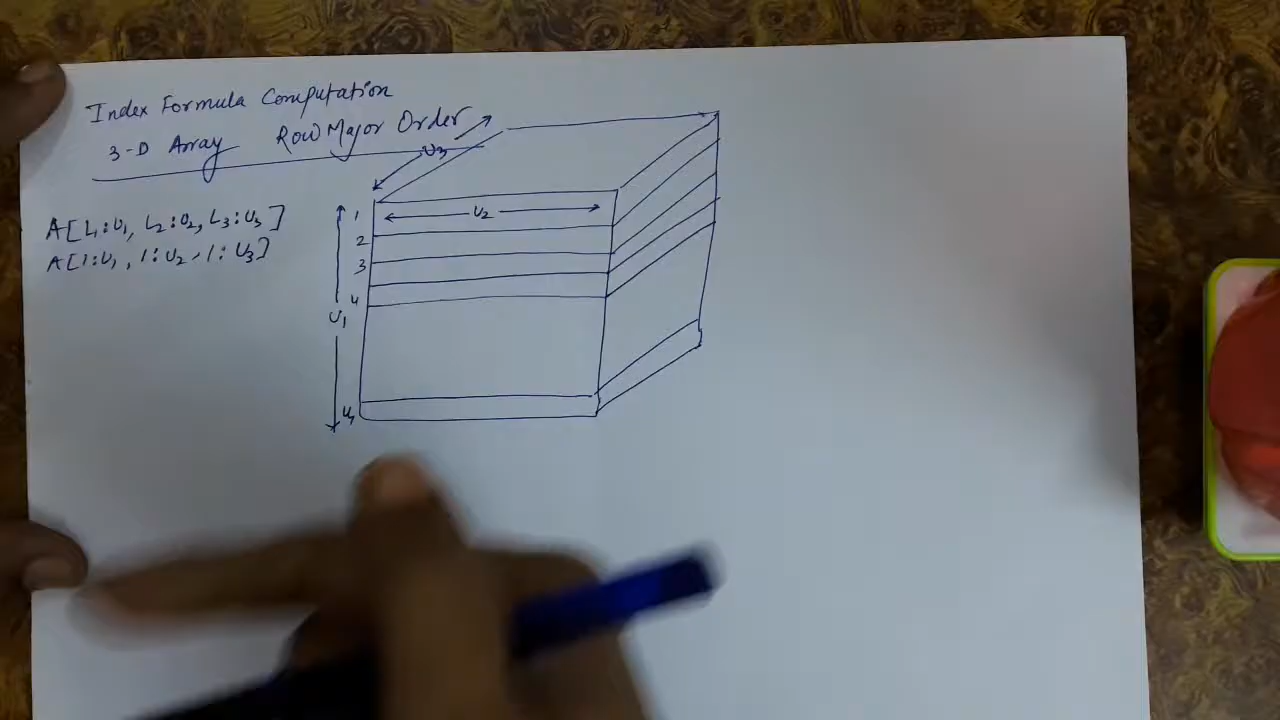 Index Formula Computation
3-D Array Row Major Order
A[L1:U1, L2:U2, L3:U3]
A[1:U1, 1:U2, 1:U3]
U3
1
U2
2
3
4
U1
U1